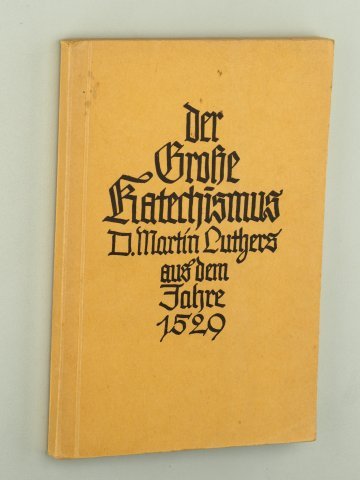 der
Große
Katechismus
D. Martin Luthers
aus dem
Jahre
1529